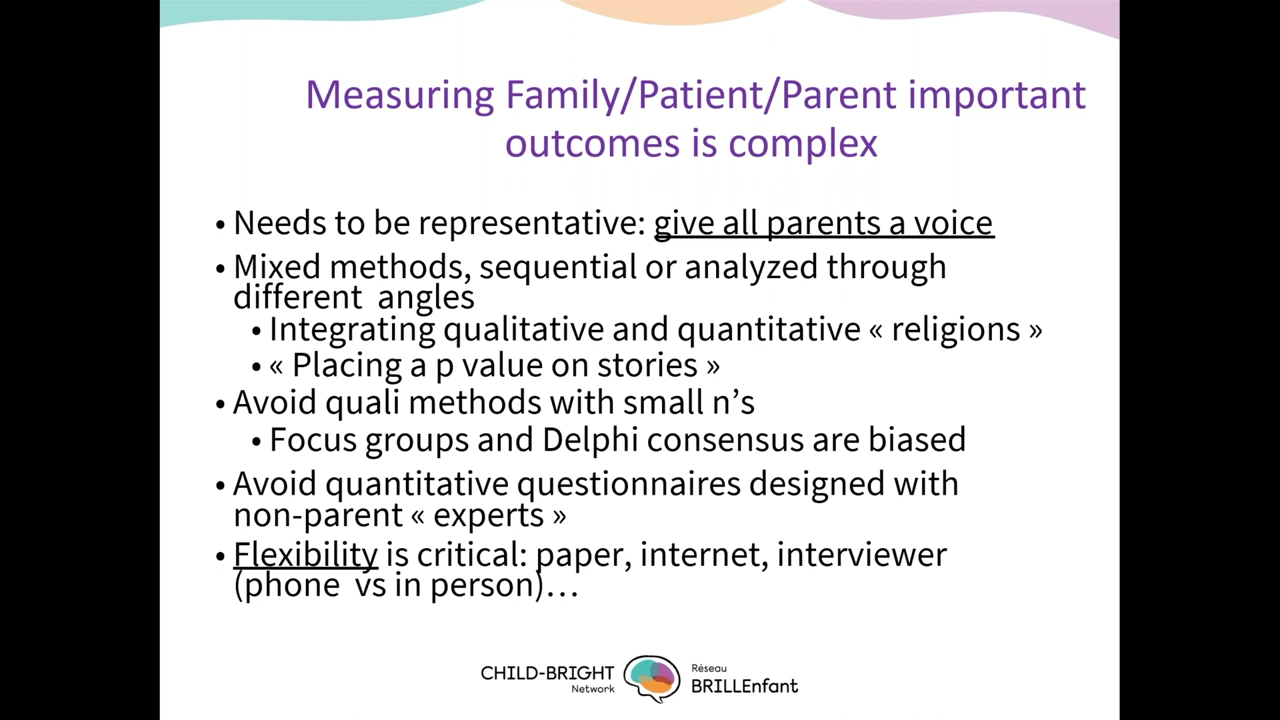 Measuring Family/Patient/Parent important
outcomes is complex
• Needs to be representative: give all parents a voice
• Mixed methods, sequential or analyzed through
different  angles
• Integrating qualitative and quantitative « religions »
• « Placing a p value on stories »
• Avoid quali methods with small n’s
• Focus groups and Delphi consensus are biased
• Avoid quantitative questionnaires designed with
non-parent « experts »
• Flexibility is critical: paper, internet, interviewer
(phone  vs in person)…
CHILD-BRIGHT
Network
Réseau
BRILLEnfant